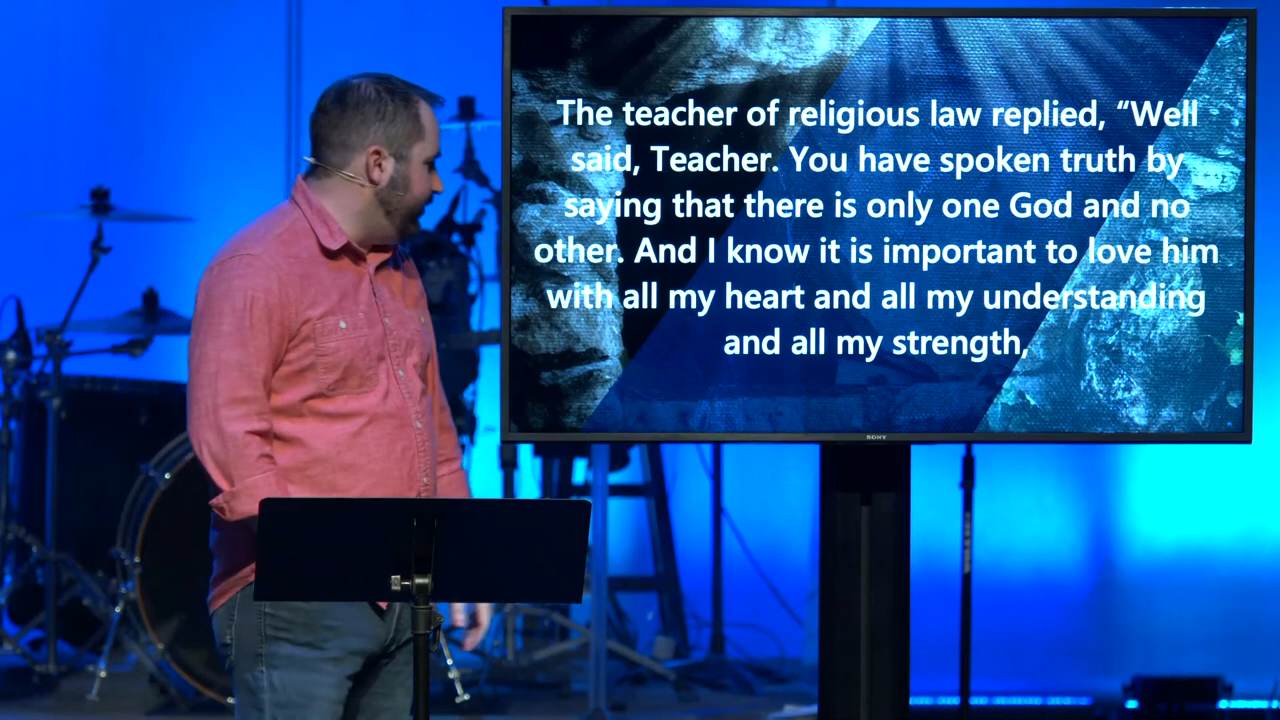 The teacher of religious law replied, “Well
said, Teacher. You have spoken truth by
saying that there is only one God and no
other. And I know it is important to love him
with all my heart and all my understanding
and all my strength,
SONY